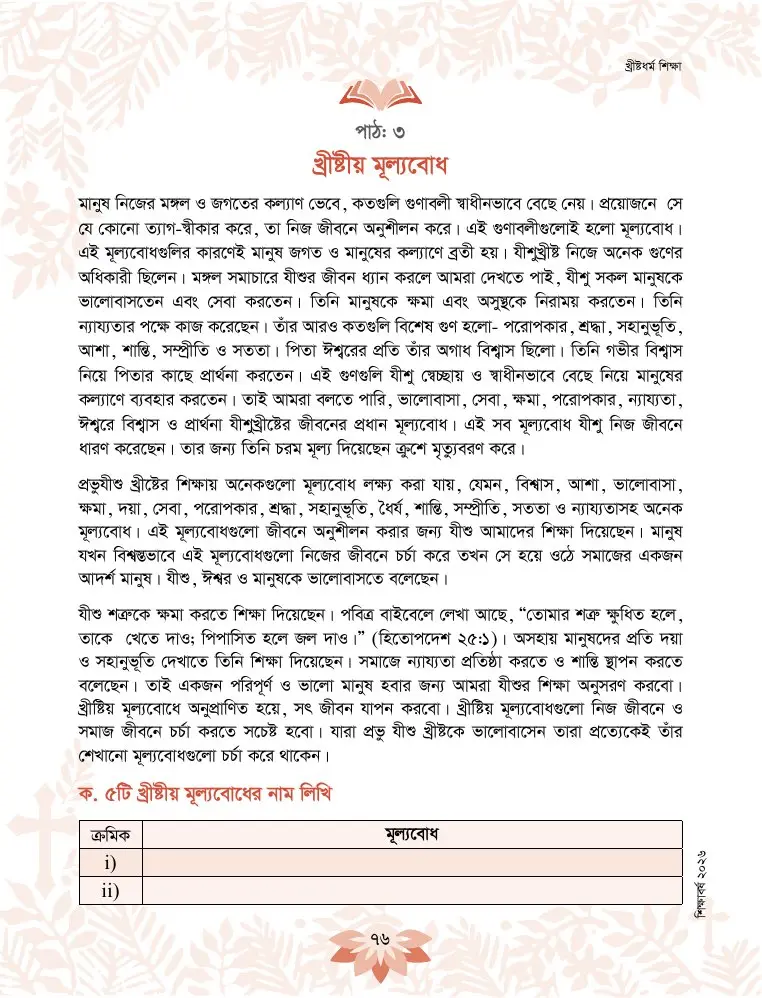 খ্রীষ্টধর্ম শিক্ষা
পাঠ: ৩
খ্রীষ্টীয় মূল্যবোধ
মানুষ নিজের মঙ্গল ও জগতের কল্যাণ ভেবে, কতগুলি গুণাবলী স্বাধীনভাবে বেছে নেয়। প্রয়োজনে সে
যে কোনো ত্যাগ-স্বীকার করে, তা নিজ জীবনে অনুশীলন করে। এই গুণাবলীগুলোই হলো মূল্যবোধ।
এই মূল্যবোধগুলির কারণেই মানুষ জগত ও মানুষের কল্যাণে ব্রতী হয়। যীশুখ্রীষ্ট নিজে অনেক গুণের
অধিকারী ছিলেন। মঙ্গল সমাচারে যীশুর জীবন ধ্যান করলে আমরা দেখতে পাই, যীশু সকল মানুষকে
ভালোবাসতেন এবং সেবা করতেন। তিনি মানুষকে ক্ষমা এবং অসুস্থকে নিরাময় করতেন। তিনি
ন্যায্যতার পক্ষে কাজ করেছেন। তাঁর আরও কতগুলি বিশেষ গুণ হলো- পরোপকার, শ্রদ্ধা, সহানুভূতি,
আশা, শান্তি, সম্প্রীতি ও সততা। পিতা ঈশ্বরের প্রতি তাঁর অগাধ বিশ্বাস ছিলো। তিনি গভীর বিশ্বাস
নিয়ে পিতার কাছে প্রার্থনা করতেন। এই গুণগুলি যীশু স্বেচ্ছায় ও স্বাধীনভাবে বেছে নিয়ে মানুষের
কল্যাণে ব্যবহার করতেন। তাই আমরা বলতে পারি, ভালোবাসা, সেবা, ক্ষমা, পরোপকার, ন্যায্যতা,
ঈশ্বরে বিশ্বাস ও প্রার্থনা যীশুখ্রীষ্টের জীবনের প্রধান মূল্যবোধ। এই সব মূল্যবোধ যীশু নিজ জীবনে
ধারণ করেছেন। তার জন্য তিনি চরম মূল্য দিয়েছেন ক্রুশে মৃত্যুবরণ করে।
প্রভুযীশু খ্রীষ্টের শিক্ষায় অনেকগুলো মূল্যবোধ লক্ষ্য করা যায়, যেমন, বিশ্বাস, আশা, ভালোবাসা,
ক্ষমা, দয়া, সেবা, পরোপকার, শ্রদ্ধা, সহানুভূতি, ধৈর্য, শান্তি, সম্প্রীতি, সততা ও ন্যায্যতাসহ অনেক
মূল্যবোধ। এই মূল্যবোধগুলো জীবনে অনুশীলন করার জন্য যীশু আমাদের শিক্ষা দিয়েছেন। মানুষ
যখন বিশ্বস্তভাবে এই মূল্যবোধগুলো নিজের জীবনে চর্চা করে তখন সে হয়ে ওঠে সমাজের একজন
আদর্শ মানুষ। যীশু, ঈশ্বর ও মানুষকে ভালোবাসতে বলেছেন।
যীশু শত্রুকে ক্ষমা করতে শিক্ষা দিয়েছেন। পবিত্র বাইবেলে লেখা আছে, “তোমার শত্রু ক্ষুধিত হলে,
তাকে খেতে দাও; পিপাসিত হলে জল দাও।” (হিতোপদেশ ২৫:১)। অসহায় মানুষদের প্রতি দয়া
ও সহানুভূতি দেখাতে তিনি শিক্ষা দিয়েছেন। সমাজে ন্যায্যতা প্রতিষ্ঠা করতে ও শান্তি স্থাপন করতে
বলেছেন। তাই একজন পরিপূর্ণ ও ভালো মানুষ হবার জন্য আমরা যীশুর শিক্ষা অনুসরণ করবো।
খ্রীষ্টিয় মূল্যবোধে অনুপ্রাণিত হয়ে, সৎ জীবন যাপন করবো। খ্রীষ্টিয় মূল্যবোধগুলো নিজ জীবনে ও
সমাজ জীবনে চর্চা করতে সচেষ্ট হবো। যারা প্রভু যীশু খ্রীষ্টকে ভালোবাসেন তারা প্রত্যেকেই তাঁর
শেখানো মূল্যবোধগুলো চর্চা করে থাকেন।
ক. ৫টি খ্রীষ্টীয় মূল্যবোধের নাম লিখি
ক্রমিক মূল্যবোধ
i)
ii)
শিক্ষাবর্ষ ২০২৬
৭৬